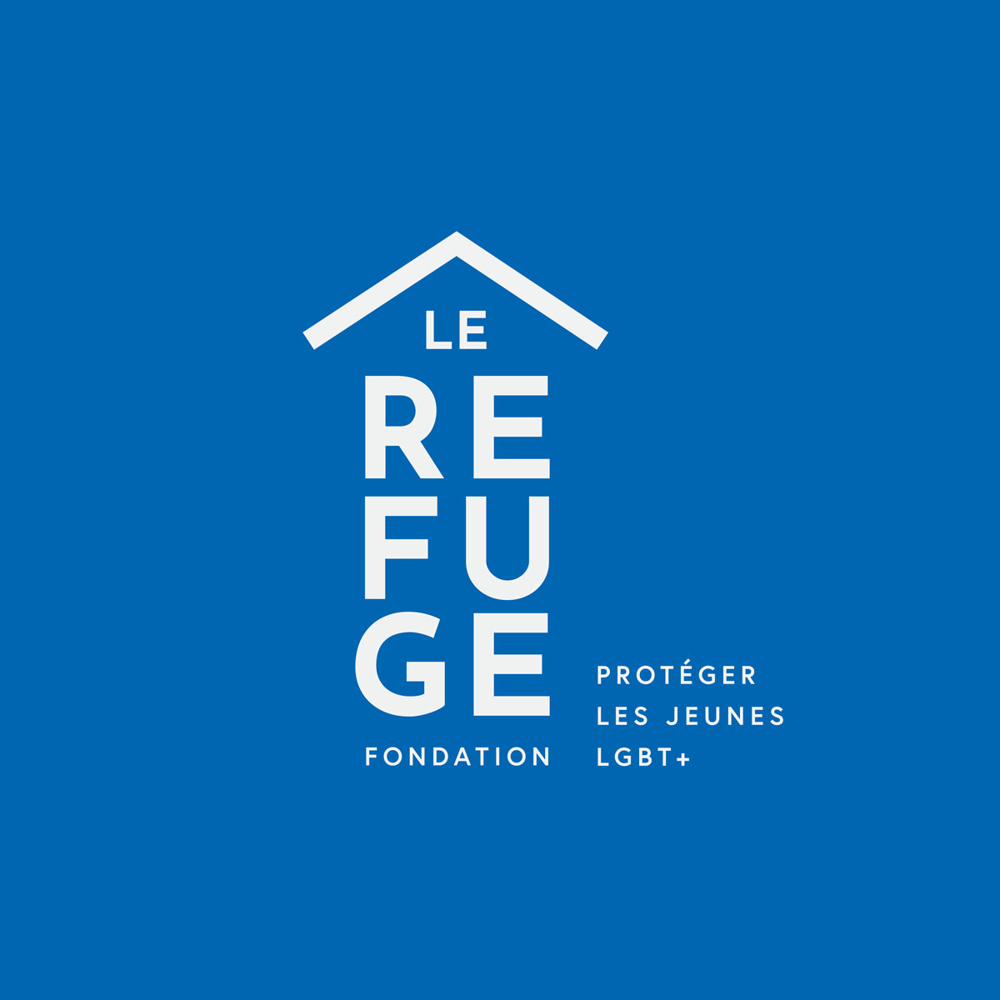 LE
RE
FU
GE
FONDATION
PROTÉGER
LES JEUNES
LGBT+